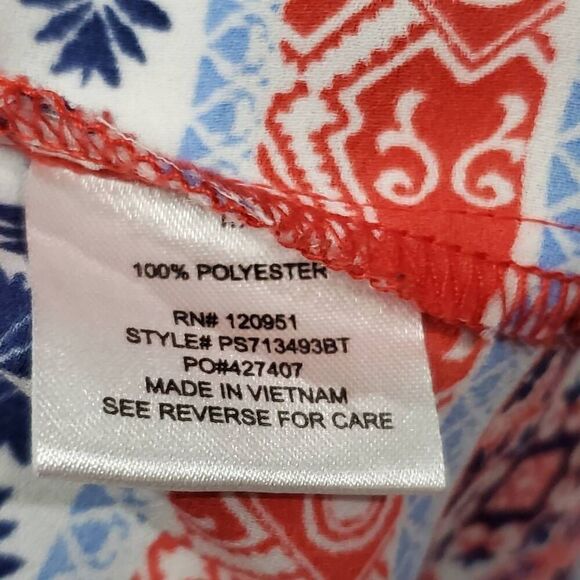 100% POLYESTER
RN# 120951
STYLE# PS713493BT
PO#427407
MADE IN VIETNAM
SEE REVERSE FOR CARE